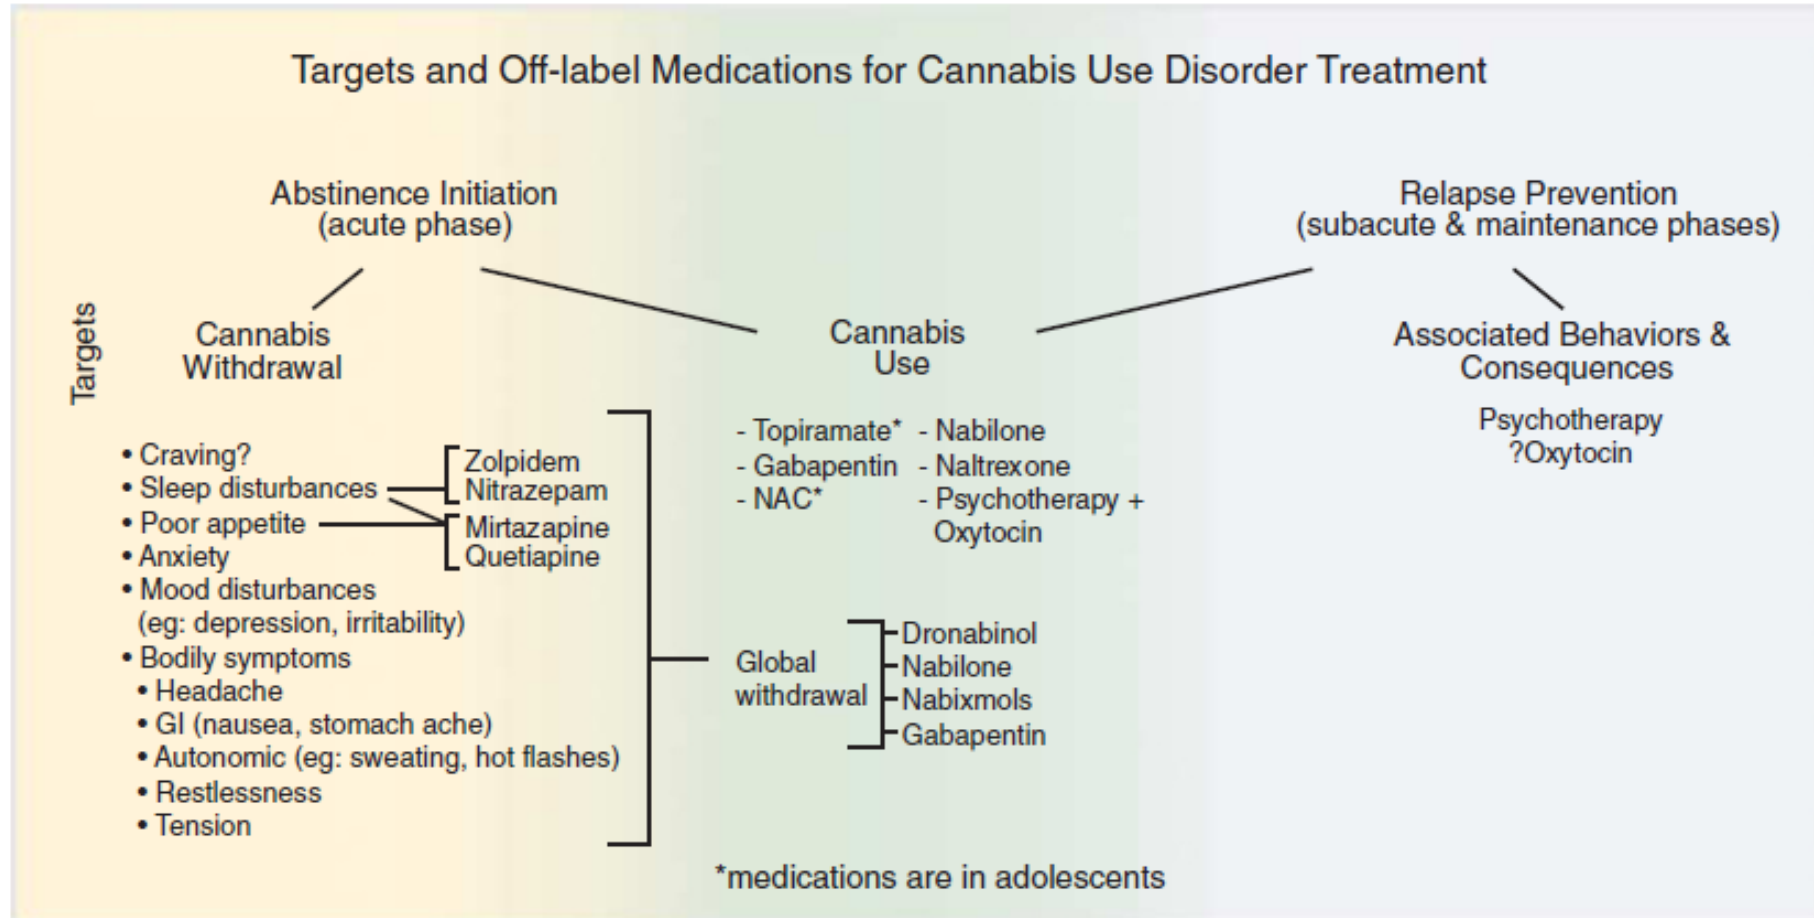 Targets and Off-label Medications for Cannabis Use Disorder Treatment
Abstinence Initiation
(acute phase)
Relapse Prevention
(subacute & maintenance phases)
Targets
Cannabis
Withdrawal
Cannabis
Use
Associated Behaviors &
Consequences
• Craving?
• Sleep disturbances
• Poor appetite
• Anxiety
• Mood disturbances
(eg: depression, irritability)
• Bodily symptoms
• Headache
• GI (nausea, stomach ache)
• Autonomic (eg: sweating, hot flashes)
• Restlessness
• Tension
Zolpidem
Nitrazepam
Mirtazapine
Quetiapine
- Topiramate*
- Gabapentin
- NAC*
- Nabilone
- Naltrexone
- Psychotherapy +
Oxytocin
Global
withdrawal
Dronabinol
Nabilone
Nabixmols
Gabapentin
Psychotherapy
?Oxytocin
*medications are in adolescents